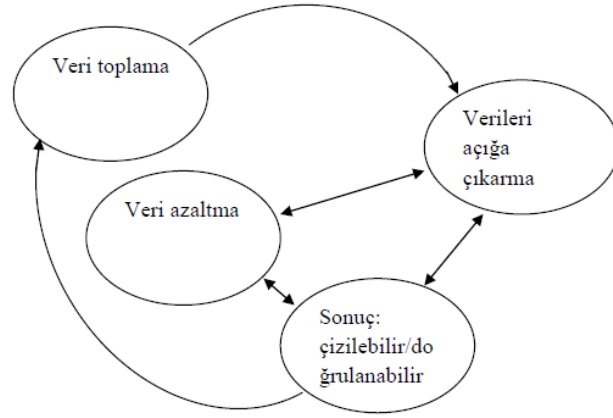 Veri toplama
Verileri
açığa
çıkarma
Veri azaltma
Sonuç:
çizilebilir/do
ğrulanabilir